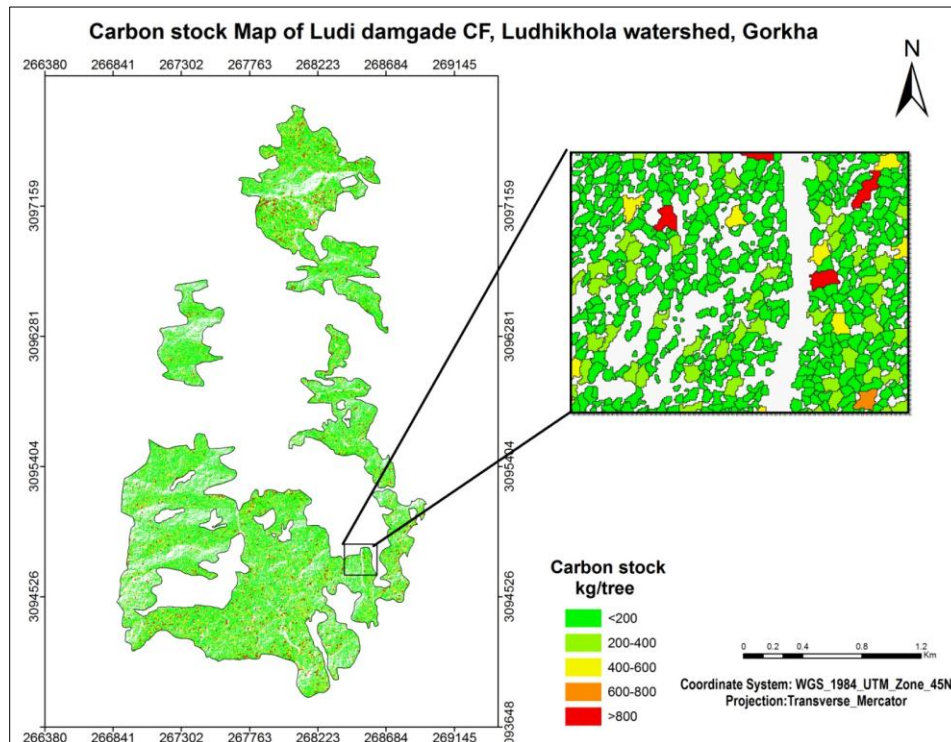 Carbon stock Map of Ludi damgade CF, Ludhikhola watershed, Gorkha
266380 266841 267302 267763 268223 268684 269145
N
3097159
3097159
3096281
3096281
3095404
3095404
3094526
3094526
3093648
266380 266841 267302 267763 268223 268684 269145
Carbon stock
kg/tree
<200
200-400
400-600
600-800
>800
0 0.2 0.4 0.8 1.2
Km
Coordinate System: WGS_1984_UTM_Zone_45N
Projection:Transverse_Mercator